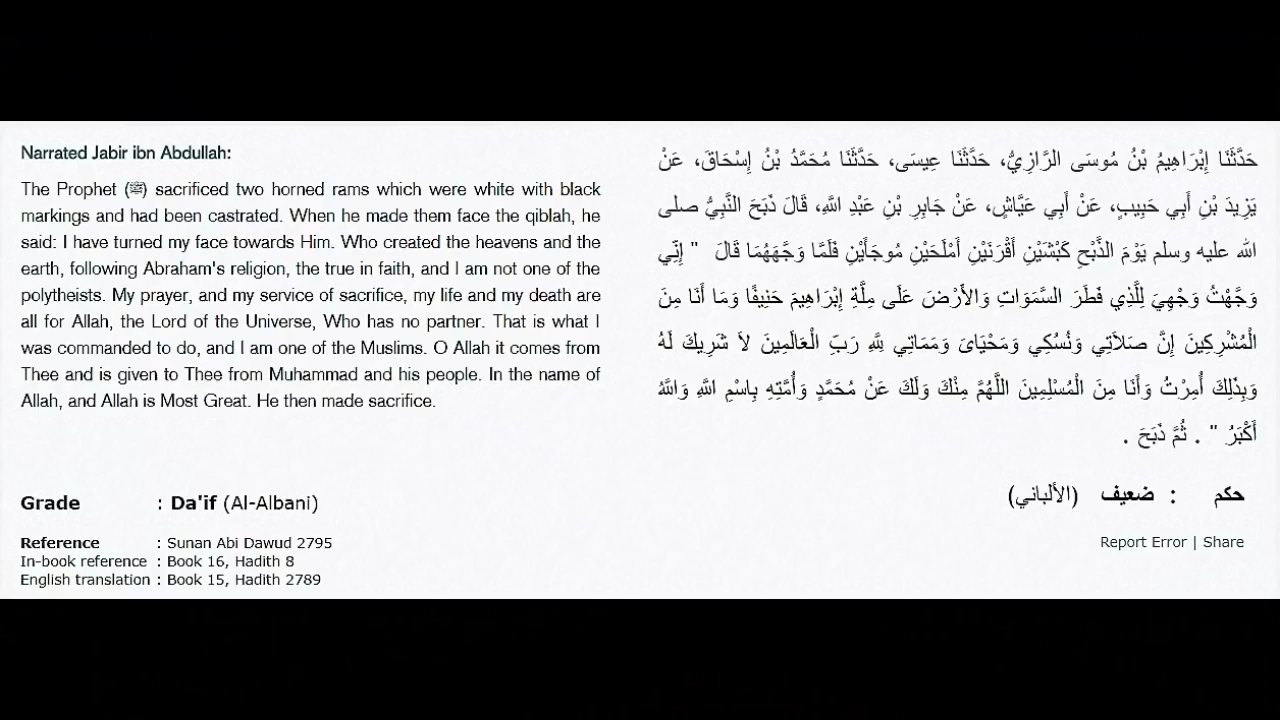 Narrated Jabir ibn Abdullah:
The Prophet (ﷺ) sacrificed two horned rams which were white with black
markings and had been castrated. When he made them face the qiblah, he
said: I have turned my face towards Him. Who created the heavens and the
earth, following Abraham's religion, the true in faith, and I am not one of the
polytheists. My prayer, and my service of sacrifice, my life and my death are
all for Allah, the Lord of the Universe, Who has no partner. That is what I
was commanded to do, and I am one of the Muslims. O Allah it comes from
Thee and is given to Thee from Muhammad and his people. In the name of
Allah, and Allah is Most Great. He then made sacrifice.
Grade : Da'if (Al-Albani)
Reference : Sunan Abi Dawud 2795
In-book reference : Book 16, Hadith 8
English translation : Book 15, Hadith 2789
حَدَّثَنَا إِبْرَاهِيمُ بْنُ مُوسَى الرَّازِيُّ، حَدَّثَنَا عِيسَى، حَدَّثَنَا مُحَمَّدُ بْنُ إِسْحَاقَ، عَنْ
يَزِيدَ بْنِ أَبِي حَبِيبٍ، عَنْ أَبِي عَيَّاشٍ، عَنْ جَابِرِ بْنِ عَبْدِ اللَّهِ، قَالَ ذَبَحَ النَّبِيُّ صلى
الله عليه وسلم يَوْمَ الذَّبْحِ كَبْشَيْنِ أَقْرَنَيْنِ أَمْلَحَيْنِ مُوجَأَيْنِ فَلَمَّا وَجَّهَهُمَا قَالَ " إِنِّي
وَجَّهْتُ وَجْهِيَ لِلَّذِي فَطَرَ السَّمَوَاتِ وَالأَرْضَ عَلَى مِلَّةِ إِبْرَاهِيمَ حَنِيفًا وَمَا أَنَا مِنَ
الْمُشْرِكِينَ إِنَّ صَلاَتِي وَنُسُكِي وَمَحْيَاىَ وَمَمَاتِي لِلَّهِ رَبِّ الْعَالَمِينَ لاَ شَرِيكَ لَهُ
وَبِذَلِكَ أُمِرْتُ وَأَنَا مِنَ الْمُسْلِمِينَ اللَّهُمَّ مِنْكَ وَلَكَ عَنْ مُحَمَّدٍ وَأُمَّتِهِ بِاسْمِ اللَّهِ وَاللَّهُ
أَكْبَرُ " . ثُمَّ ذَبَحَ .
حكم : ضعيف (الألباني)
Report Error | Share